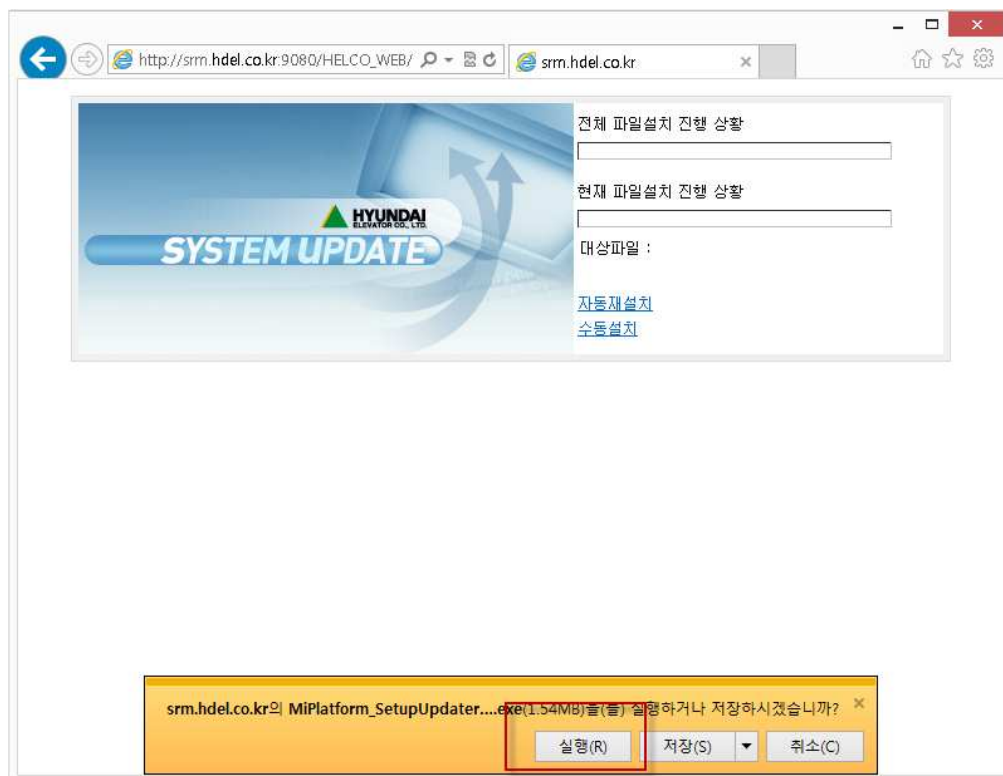 http://srm.hdel.co.kr:9080/HELCO_WEB/
srm.hdel.co.kr
전체 파일설치 진행 상황
현재 파일설치 진행 상황
HYUNDAI
ELEVATOR CO., LTD.
SYSTEM UPDATE
대상파일 :
자동재설치
수동설치
srm.hdel.co.kr의 MiPlatform_SetupUpdater....exe(1.54MB)을(를) 실행하거나 저장하시겠습니까?
실행(R)
저장(S)
취소(C)